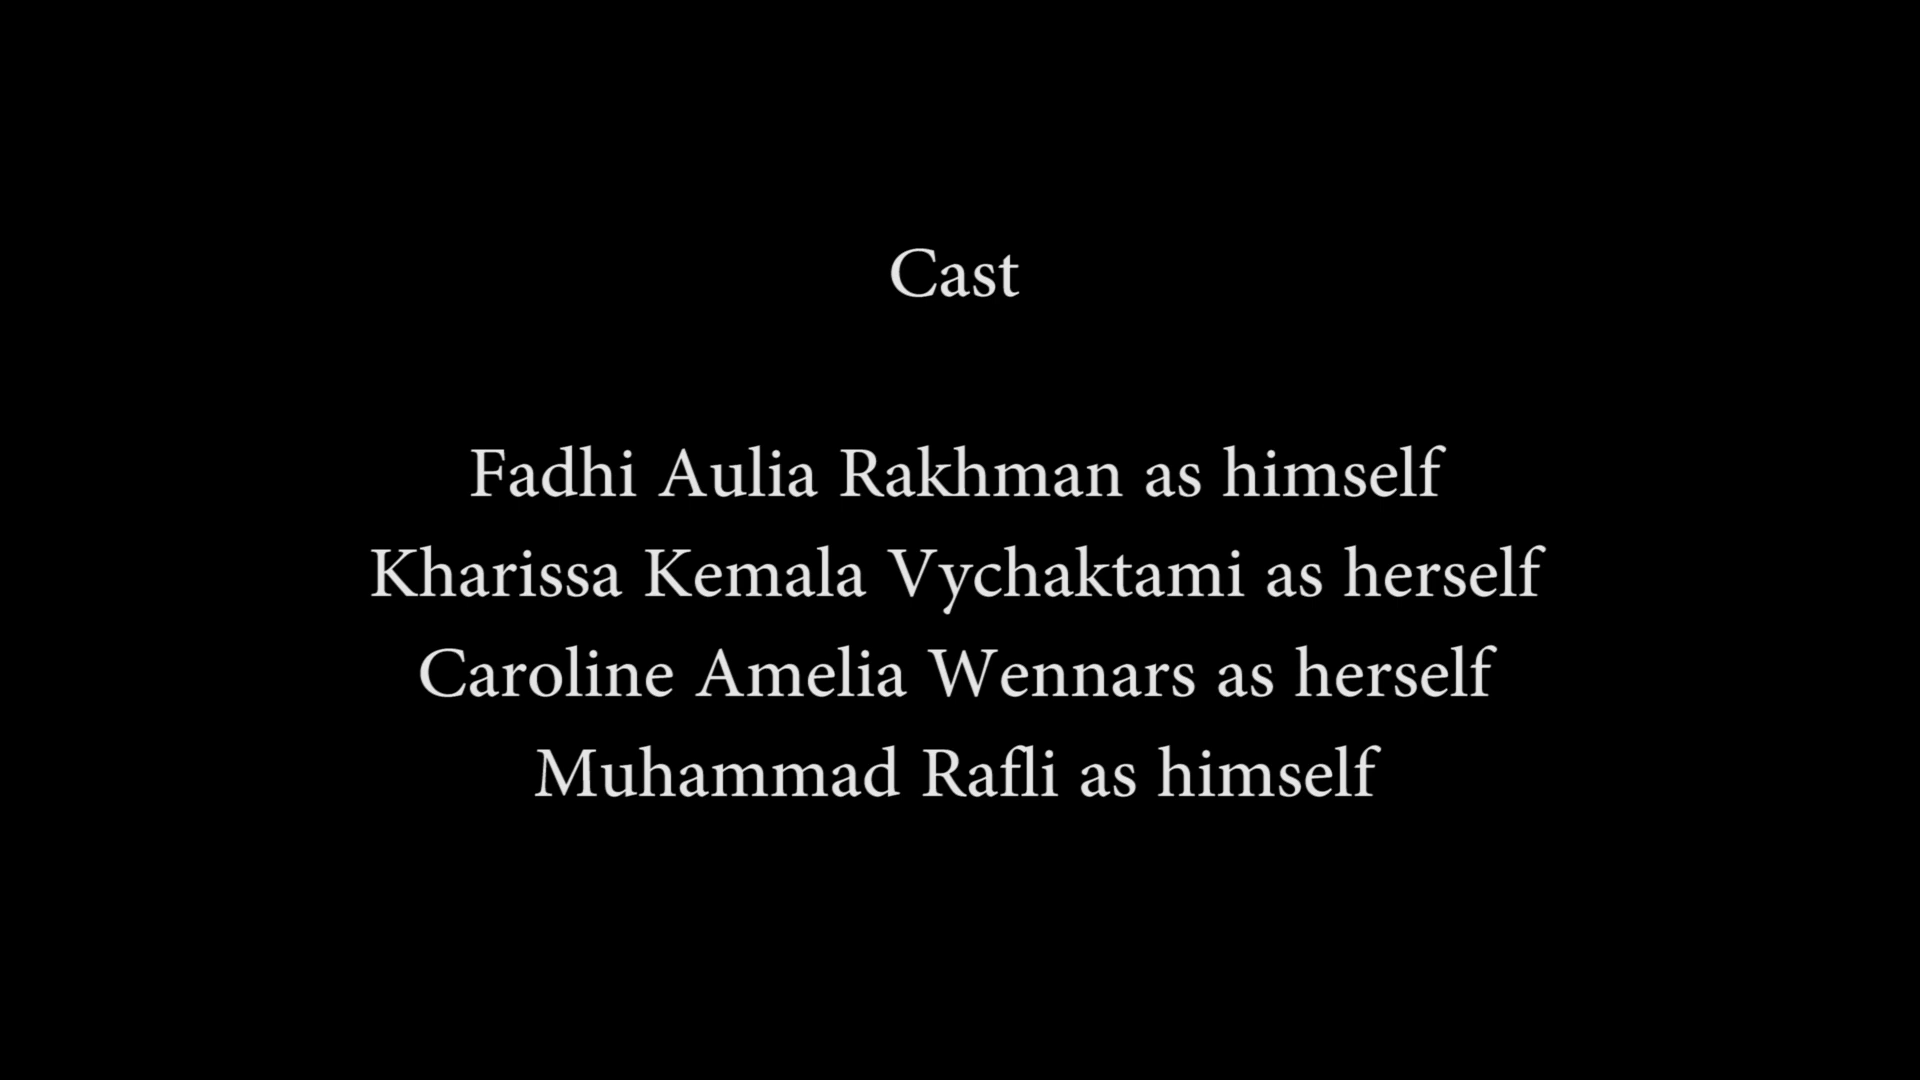 Cast
Fadhi Aulia Rakhman as himself
Kharissa Kemala Vychaktami as herself
Caroline Amelia Wennars as herself
Muhammad Rafli as himself